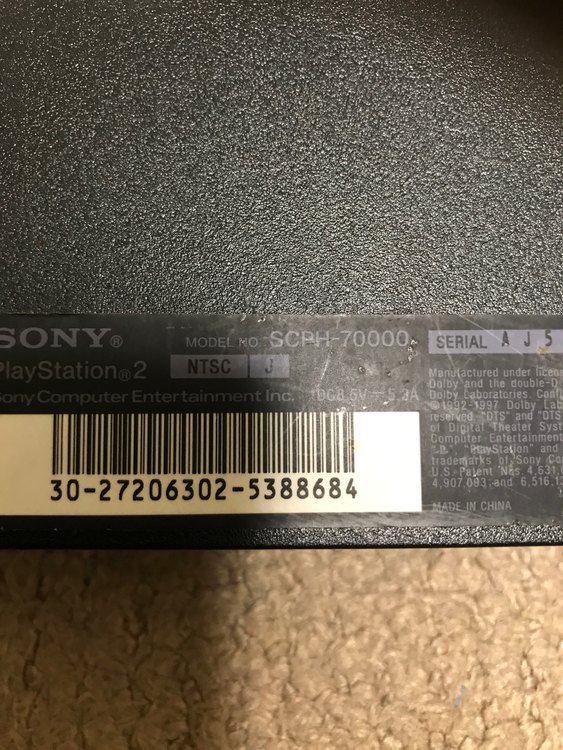 SONY®
MODEL NO. SCPH-70000
SERIAL A J 5
PlayStation®2
NTSC J
Sony Computer Entertainment Inc.
DC8.5V 5.3A
Manufactured under licen
Dolby and the double-D
Dolby Laboratories. Conf
©1992-1997 Dolby Lab
reserved. "DTS" and "DTS
of Digital Theater Sys
Computer Entertainment
"PlayStation" and
trademarks of Sony Co
U.S. Patent Nos. 4,631,
4,907,093; and 6,516,1
MADE IN CHINA
30-27206302-5388684